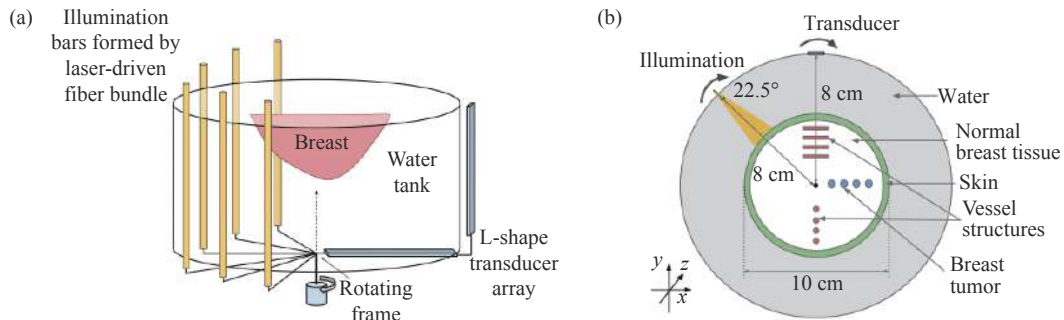 (a)
Illumination
bars formed by
laser-driven
fiber bundle
Breast
Water
tank
L-shape
transducer
array
Rotating
frame
(b)
Transducer
Illumination
22.5°
8 cm
Water
Normal
breast tissue
8 cm
Skin
Vessel
structures
Breast
tumor
10 cm
y
z
x